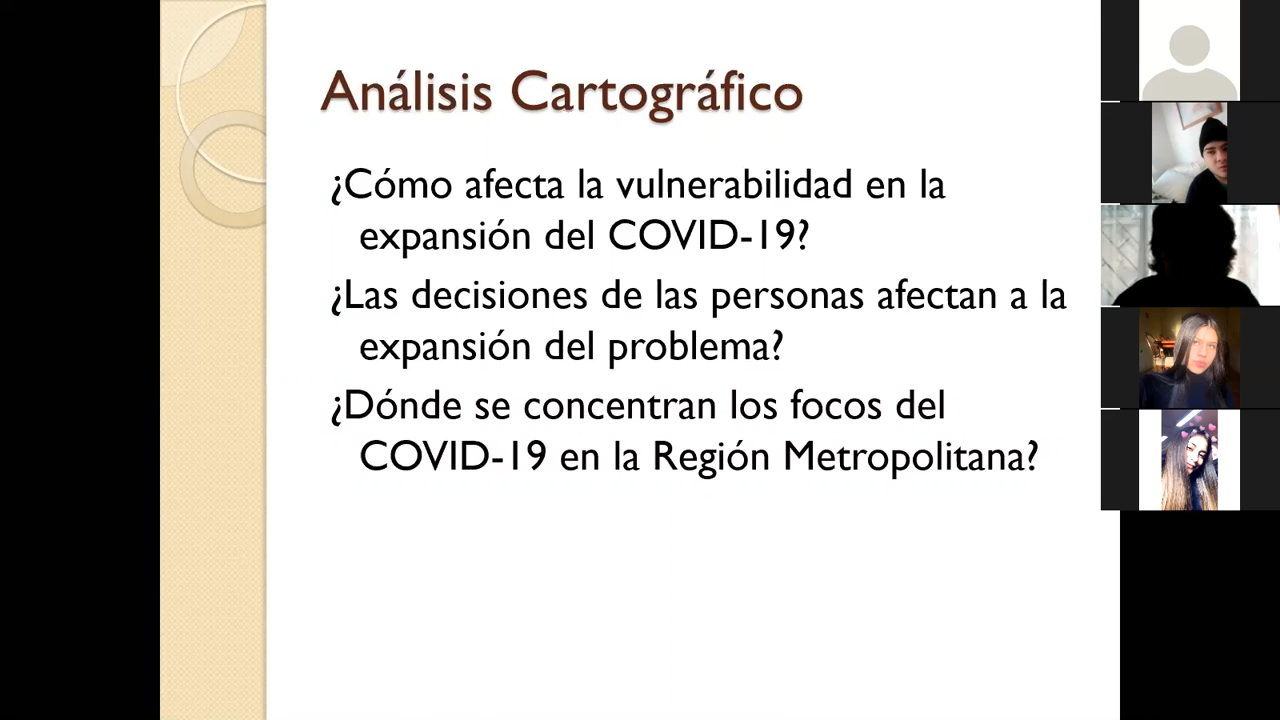 Análisis Cartográfico
¿Cómo afecta la vulnerabilidad en la
expansión del COVID-19?
¿Las decisiones de las personas afectan a la
expansión del problema?
¿Dónde se concentran los focos del
COVID-19 en la Región Metropolitana?